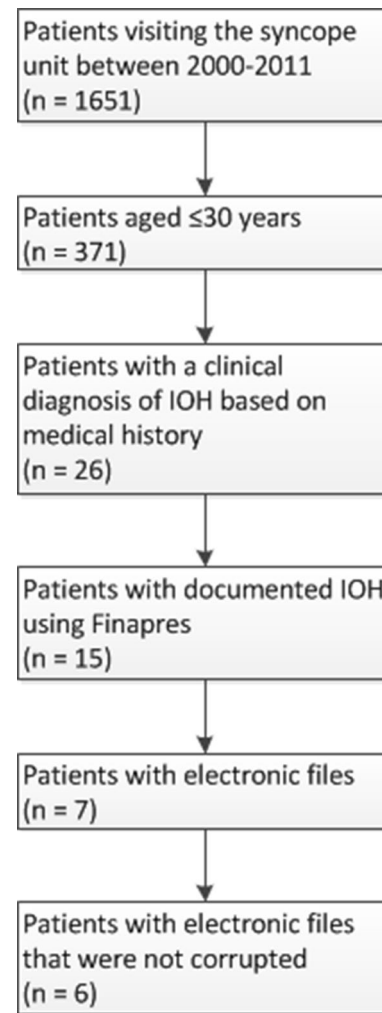 Patients visiting the syncope
unit between 2000-2011
(n = 1651)
Patients aged ≤30 years
(n = 371)
Patients with a clinical
diagnosis of IOH based on
medical history
(n = 26)
Patients with documented IOH
using Finapres
(n = 15)
Patients with electronic files
(n = 7)
Patients with electronic files
that were not corrupted
(n = 6)